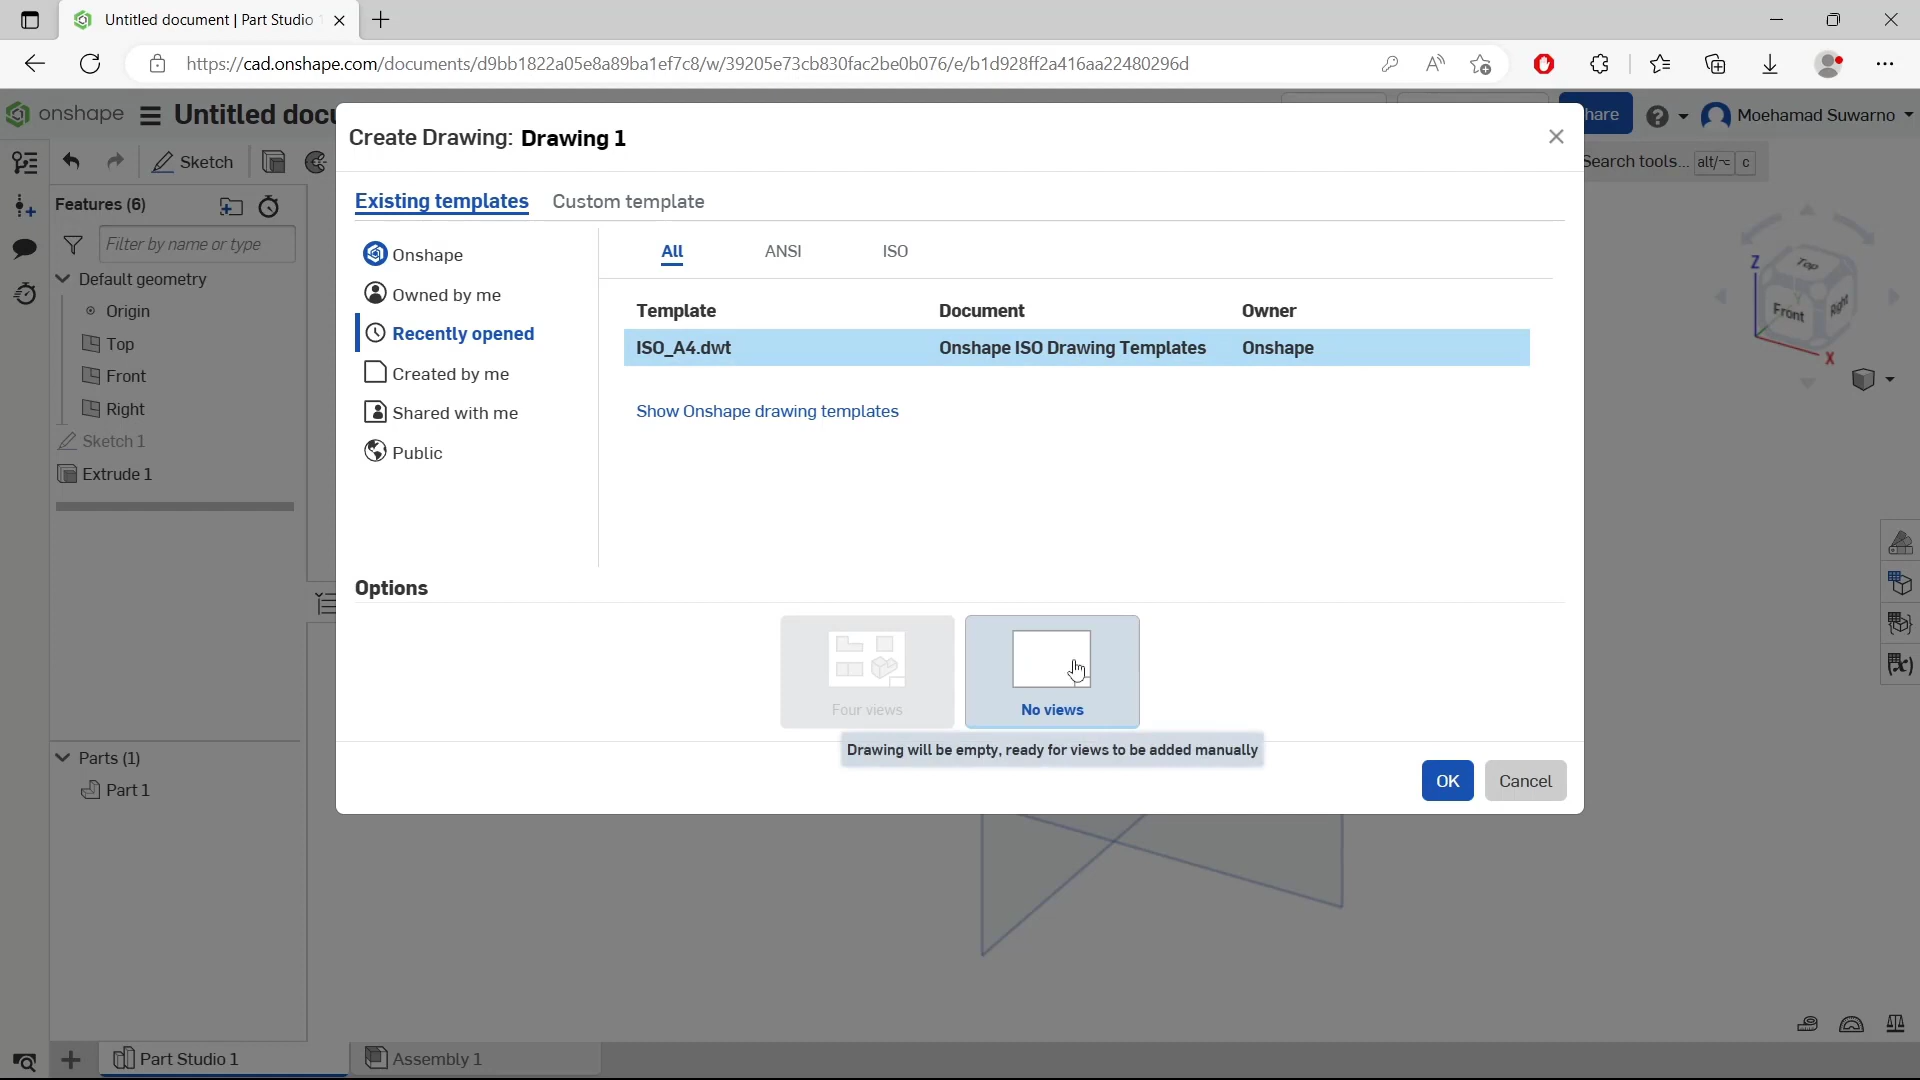 Untitled document | Part Studio
https://cad.onshape.com/documents/d9bb1822a05e8a89ba1ef7c8/w/39205e73cb830fac2be0b076/e/b1d928ff2a416aa22480296d
onshape
Untitled docu
hare
Moehamad Suwarno
Create Drawing: Drawing 1
Sketch
Search tools... alt/⌥ c
Features (6)
Existing templates
Custom template
Filter by name or type
Onshape
All
ANSI
ISO
Default geometry
Owned by me
Origin
Template
Document
Owner
Recently opened
Top
ISO_A4.dwt
Onshape ISO Drawing Templates
Onshape
Front
Created by me
Right
Shared with me
Show Onshape drawing templates
Sketch 1
Public
Extrude 1
Z
Top
Front
Right
X
Options
Four views
No views
Drawing will be empty, ready for views to be added manually
Parts (1)
OK
Cancel
Part 1
Part Studio 1
Assembly 1